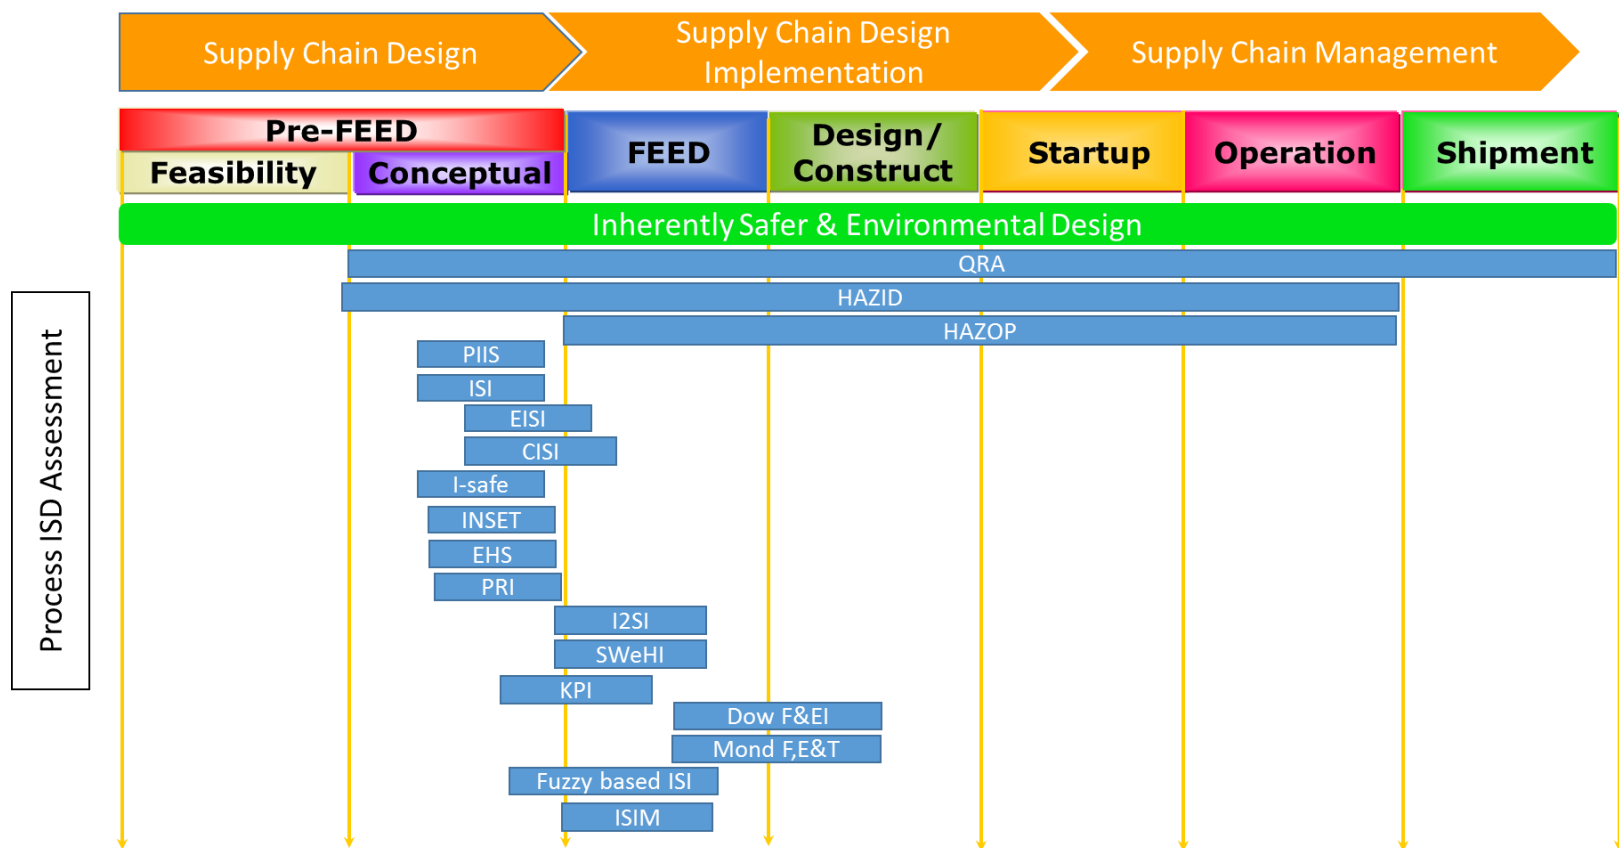 Supply Chain Design
Supply Chain Design
Implementation
Supply Chain Management
Pre-FEED
Feasibility
Conceptual
FEED
Design/
Construct
Startup
Operation
Shipment
Inherently Safer & Environmental Design
Process ISD Assessment
QRA
HAZID
HAZOP
PIIS
ISI
EISI
CISI
I-safe
INSET
EHS
PRI
I2SI
SWeHI
KPI
Dow F&EI
Mond F,E&T
Fuzzy based ISI
ISIM